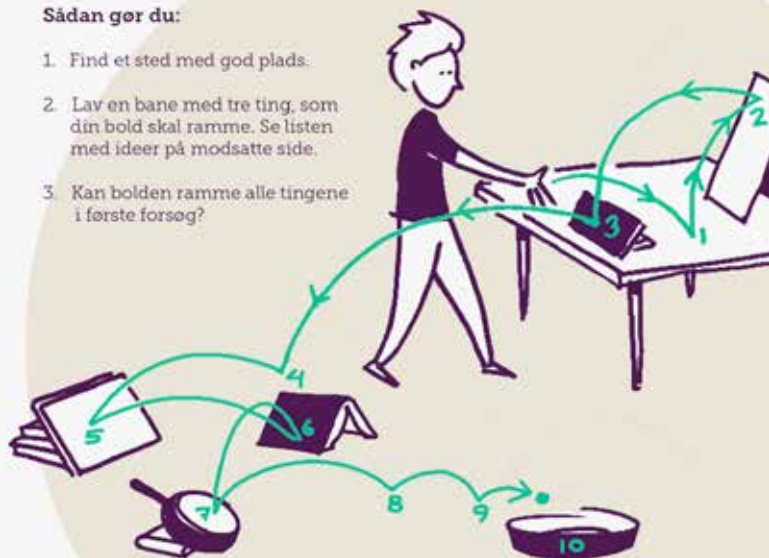 Sådan gør du:
1. Find et sted med god plads.
2. Lav en bane med tre ting, som
din bold skal ramme. Se listen
med ideer på modsatte side.
3. Kan bolden ramme alle tingene
i første forsøg?
2
3
1
4
5
6
7
8
9
10